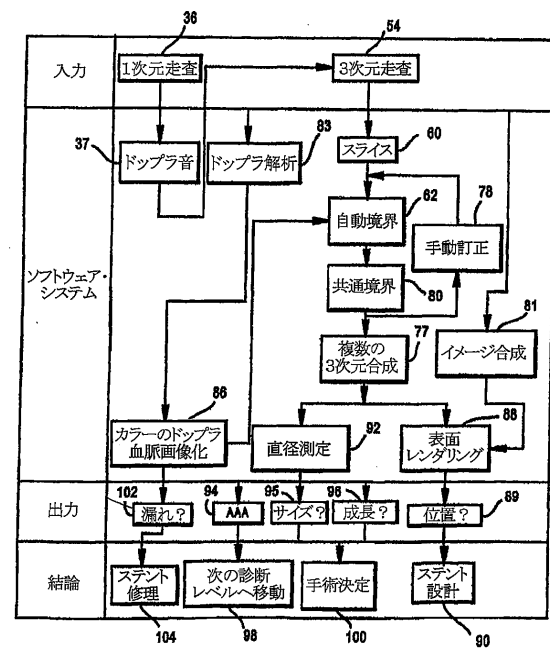 36
54
入力
1次元走査
3次元走査
83
60
スライス
37
ドップラ音
ドップラ解析
62
78
自動境界
手動訂正
ソフトウェア・
システム
共通境界
80
81
複数の
3次元合成
77
イメージ合成
86
カラーのドップラ
血脈画像化
92
直径測定
88
表面
レンダリング
出力
102
漏れ?
94
AAA
95
サイズ?
96
成長?
位置?
89
結論
ステント
修理
次の診断
レベルへ移動
手術決定
ステント
設計
104
98
100
90